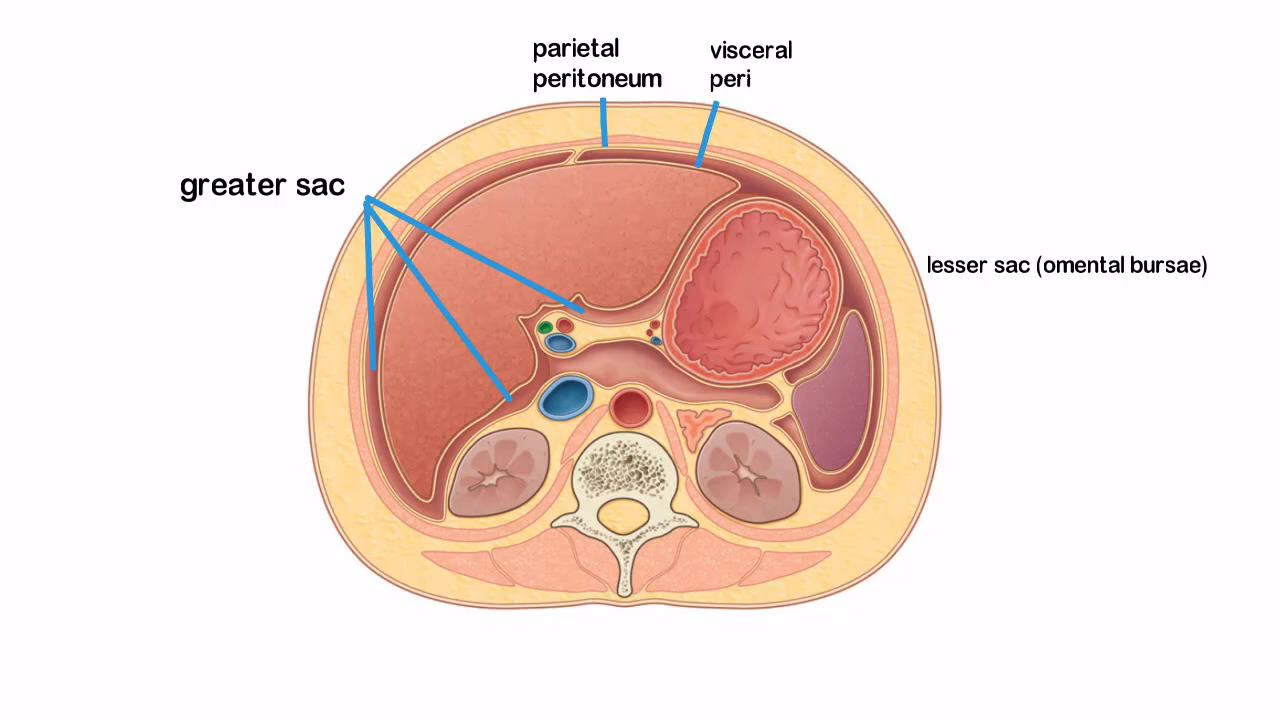 parietal
peritoneum
visceral
peri
greater sac
lesser sac (omental bursae)